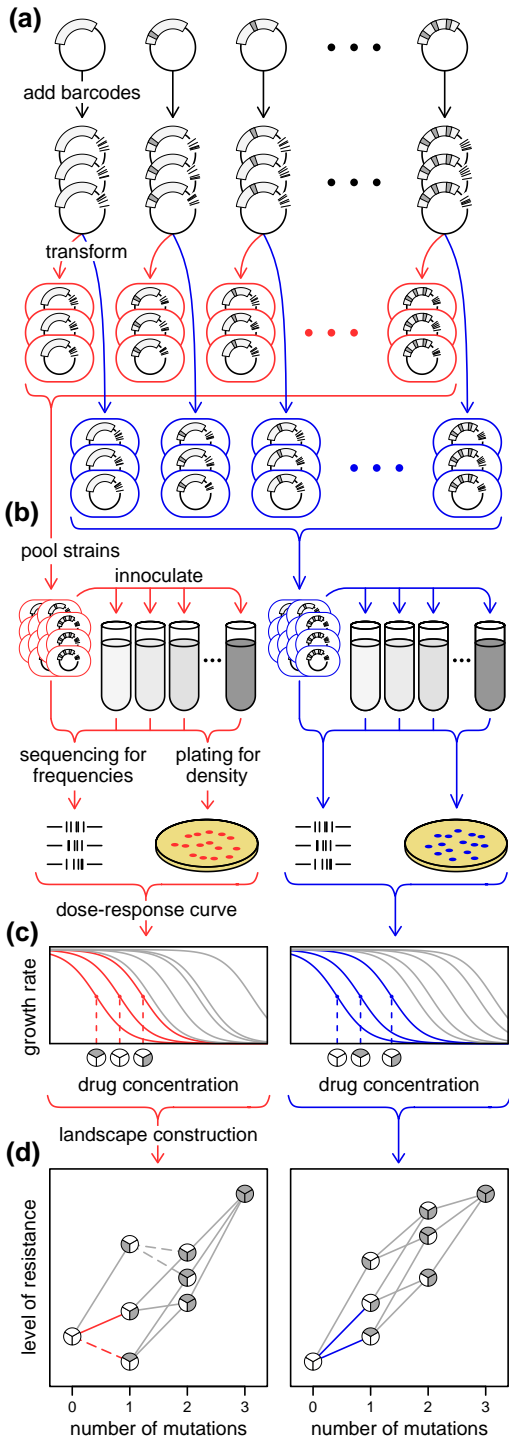 (a)
add barcodes
transform
(b)
pool strains
innoculate
sequencing for
frequencies
plating for
density
dose-response curve
(c)
growth rate
drug concentration
drug concentration
landscape construction
(d)
level of resistance
0 1 2 3
0 1 2 3
number of mutations
number of mutations